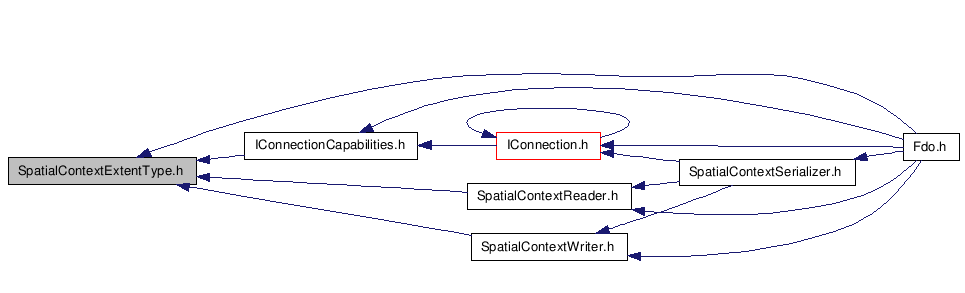 SpatialContextExtentType.h
IConnectionCapabilities.h
IConnection.h
Fdo.h
SpatialContextSerializer.h
SpatialContextReader.h
SpatialContextWriter.h